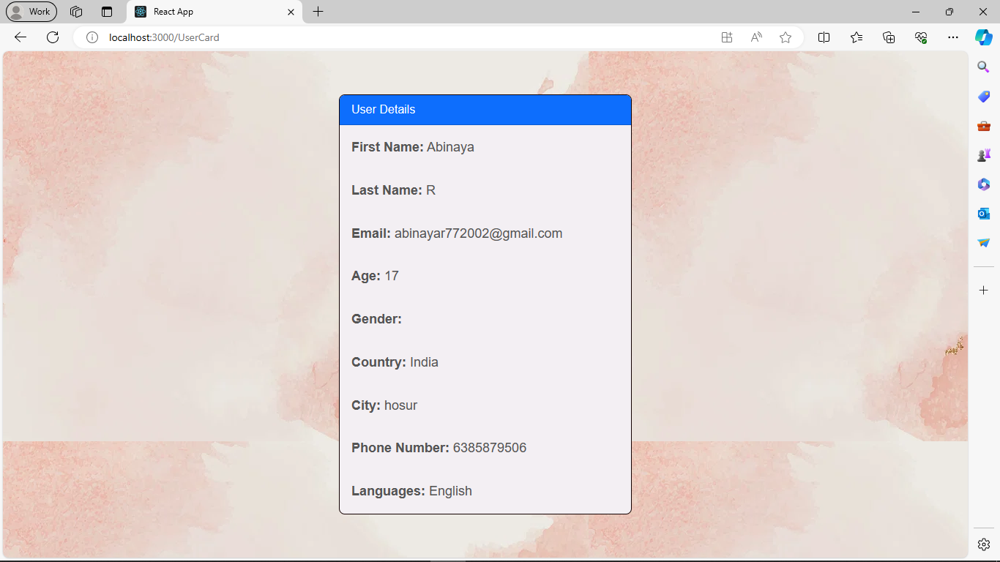 Work
React App
localhost:3000/UserCard
User Details
First Name: Abinaya
Last Name: R
Email: abinayar772002@gmail.com
Age: 17
Gender:
Country: India
City: hosur
Phone Number: 6385879506
Languages: English